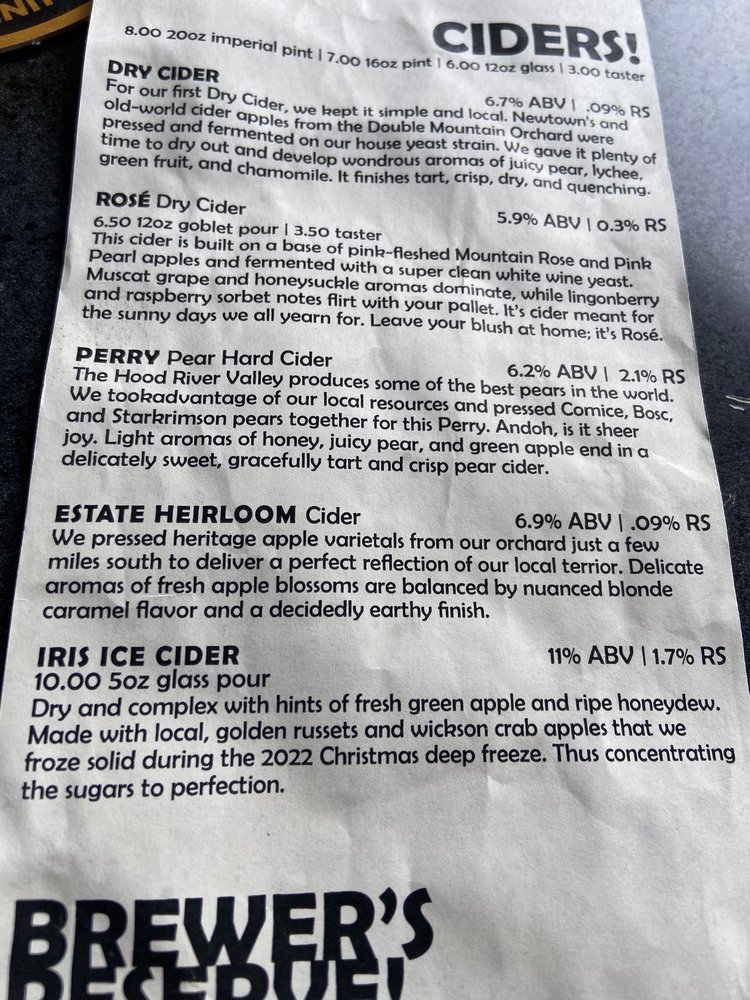 CIDERS!
8.00 20oz imperial pint | 7.00 16oz pint | 6.00 12oz glass | 3.00 taster
DRY CIDER
6.7% ABV | .09% RS
For our first Dry Cider, we kept it simple and local. Newtown's and
old-world cider apples from the Double Mountain Orchard were
pressed and fermented on our house yeast strain. We gave it plenty of
time to dry out and develop wondrous aromas of juicy pear, lychee,
green fruit, and chamomile. It finishes tart, crisp, dry, and quenching.
ROSÉ Dry Cider
5.9% ABV | 0.3% RS
6.50 12oz goblet pour | 3.50 taster
This cider is built on a base of pink-fleshed Mountain Rose and Pink
Pearl apples and fermented with a super clean white wine yeast.
Muscat grape and honeysuckle aromas dominate, while lingonberry
and raspberry sorbet notes flirt with your pallet. It's cider meant for
the sunny days we all yearn for. Leave your blush at home; it's Rosé.
PERRY Pear Hard Cider
6.2% ABV | 2.1% RS
The Hood River Valley produces some of the best pears in the world.
We tookadvantage of our local resources and pressed Comice, Bosc,
and Starkrimson pears together for this Perry. Andoh, is it sheer
joy. Light aromas of honey, juicy pear, and green apple end in a
delicately sweet, gracefully tart and crisp pear cider.
ESTATE HEIRLOOM Cider
6.9% ABV | .09% RS
We pressed heritage apple varietals from our orchard just a few
miles south to deliver a perfect reflection of our local terrior. Delicate
aromas of fresh apple blossoms are balanced by nuanced blonde
caramel flavor and a decidedly earthy finish.
IRIS ICE CIDER
11% ABV | 1.7% RS
10.00 5oz glass pour
Dry and complex with hints of fresh green apple and ripe honeydew.
Made with local, golden russets and wickson crab apples that we
froze solid during the 2022 Christmas deep freeze. Thus concentrating
the sugars to perfection.
BREWER'S
RESERVE!